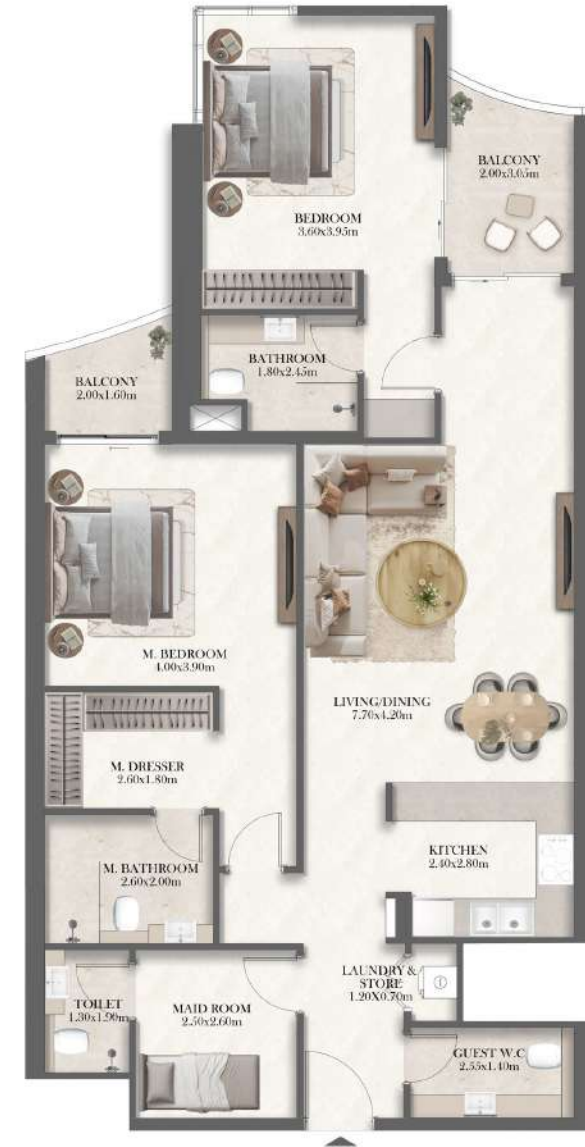 BALCONY
2.00x3.05m
BEDROOM
3.60x3.95m
BATHROOM
1.80x2.45m
BALCONY
2.00x1.60m
M. BEDROOM
4.00x3.90m
LIVING/DINING
7.70x4.20m
M. DRESSER
2.60x1.80m
KITCHEN
2.40x2.80m
M. BATHROOM
2.60x2.00m
LAUNDRY &
STORE
1.20X0.70m
TOILET
1.30x1.90m
MAID ROOM
2.50x2.60m
GUEST W.C
2.55x1.40m